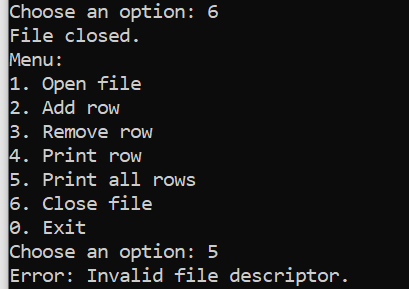 Choose an option: 6
File closed.
Menu:
1. Open file
2. Add row
3. Remove row
4. Print row
5. Print all rows
6. Close file
0. Exit
Choose an option: 5
Error: Invalid file descriptor.